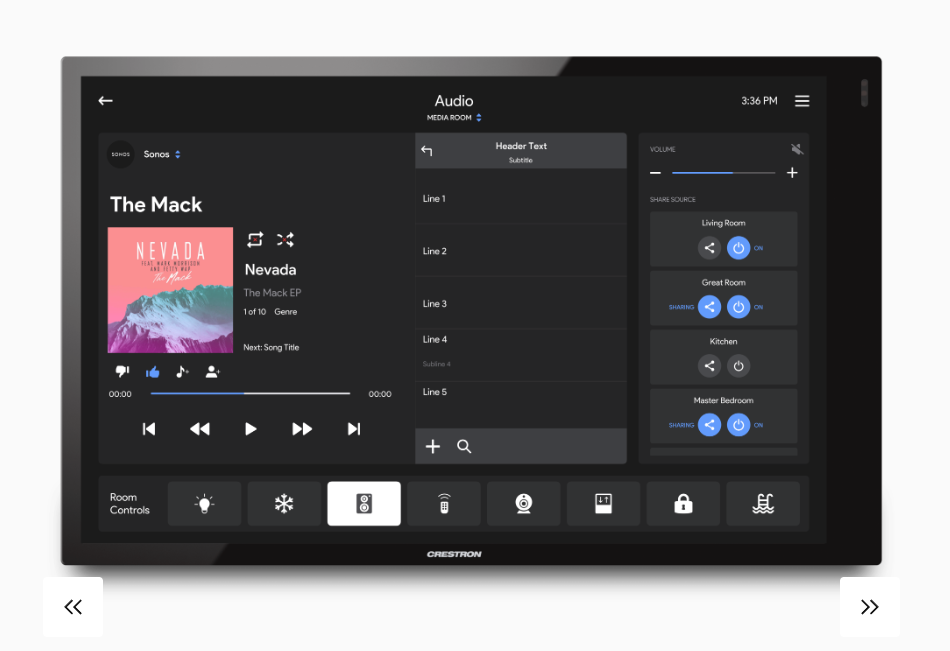 Audio
MEDIA ROOM
3:36 PM
SONOS
Sonos
The Mack
NEVADA
FEAT. MARK MORRISON
AND FETTY WAP
The Mack
Nevada
The Mack EP
1 of 10 Genre
Next: Song Title
00:00
00:00
Header Text
Subtitle
Line 1
Line 2
Line 3
Line 4
Subline 4
Line 5
VOLUME
SHARE SOURCE
Living Room
ON
Great Room
SHARING
ON
Kitchen
Master Bedroom
SHARING
ON
Room
Controls
CRESTRON